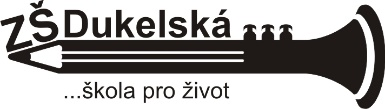 ZŠ Dukelská
...škola pro život